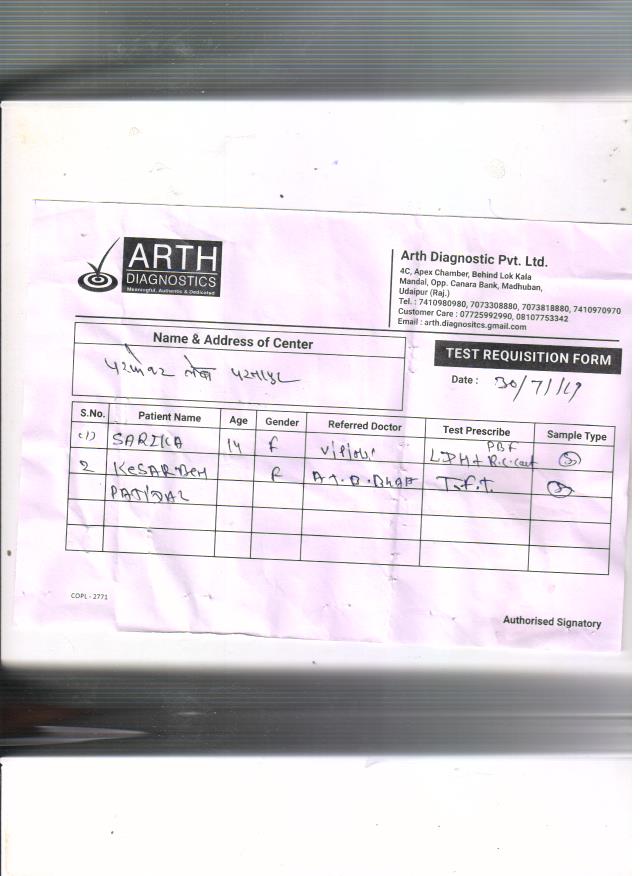 ARTH
DIAGNOSTICS
Meaningful, Authentic & Dedicated
Arth Diagnostic Pvt. Ltd.
4C, Apex Chamber, Behind Lok Kala
Mandal, Opp. Canara Bank, Madhuban,
Udaipur (Raj.)
Tel. : 7410980980, 7073308880, 7073818880, 7410970970
Customer Care : 07725992990, 08107753342
Email : arth.diagnositcs.gmail.com
Name & Address of Center
TEST REQUISITION FORM
Date : 30/7/19
S.No. Patient Name Age Gender Referred Doctor Test Prescribe Sample Type
(1) SARIKA 14 F PBF
LDH +
2 KESARBEN F T.F.T.
PATIDAR
COPL - 2771
Authorised Signatory